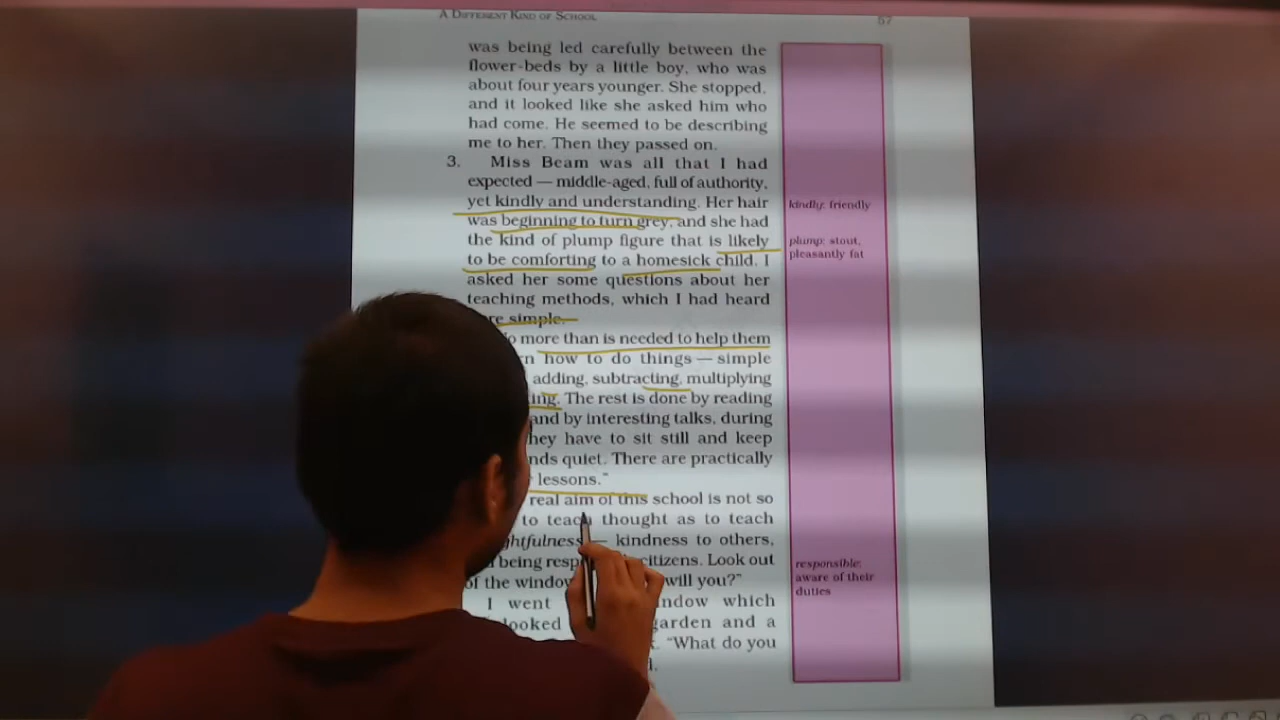 A DIFFERENT KIND OF SCHOOL
57
was being led carefully between the
flower-beds by a little boy, who was
about four years younger. She stopped,
and it looked like she asked him who
had come. He seemed to be describing
me to her. Then they passed on.
3. Miss Beam was all that I had
expected — middle-aged, full of authority,
yet kindly and understanding. Her hair
was beginning to turn grey, and she had
the kind of plump figure that is likely
to be comforting to a homesick child. I
asked her some questions about her
teaching methods, which I had heard
simple.
more than is needed to help them
how to do things — simple
adding, subtracting, multiplying
The rest is done by reading
and by interesting talks, during
they have to sit still and keep
quiet. There are practically
lessons."
real aim of this school is not so
to teach thought as to teach
— kindness to others,
being citizens. Look out
of the window will you?"
I went which
looked garden and a
"What do you
kindly: friendly
plump: stout,
pleasantly fat
responsible:
aware of their
duties